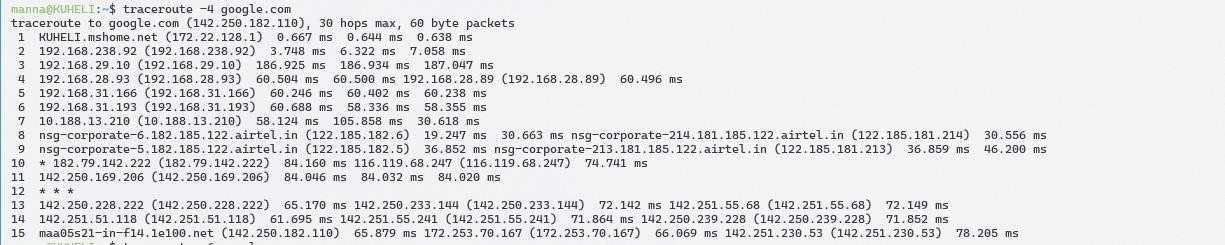 manna@KUHELI:~$ traceroute -4 google.com
traceroute to google.com (142.250.182.110), 30 hops max, 60 byte packets
1 KUHELI.mshome.net (172.22.128.1) 0.667 ms 0.644 ms 0.638 ms
2 192.168.238.92 (192.168.238.92) 3.748 ms 6.322 ms 7.058 ms
3 192.168.29.10 (192.168.29.10) 186.925 ms 186.934 ms 187.047 ms
4 192.168.28.93 (192.168.28.93) 60.504 ms 60.500 ms 192.168.28.89 (192.168.28.89) 60.496 ms
5 192.168.31.166 (192.168.31.166) 60.246 ms 60.402 ms 60.238 ms
6 192.168.31.193 (192.168.31.193) 60.688 ms 58.336 ms 58.355 ms
7 10.188.13.210 (10.188.13.210) 58.124 ms 105.858 ms 30.618 ms
8 nsg-corporate-6.182.185.122.airtel.in (122.185.182.6) 19.247 ms 30.663 ms nsg-corporate-214.181.185.122.airtel.in (122.185.181.214) 30.556 ms
9 nsg-corporate-5.182.185.122.airtel.in (122.185.182.5) 36.852 ms nsg-corporate-213.181.185.122.airtel.in (122.185.181.213) 36.859 ms 46.200 ms
10 * 182.79.142.222 (182.79.142.222) 84.160 ms 116.119.68.247 (116.119.68.247) 74.741 ms
11 142.250.169.206 (142.250.169.206) 84.046 ms 84.032 ms 84.020 ms
12 * * *
13 142.250.228.222 (142.250.228.222) 65.170 ms 142.250.233.144 (142.250.233.144) 72.142 ms 142.251.55.68 (142.251.55.68) 72.149 ms
14 142.251.51.118 (142.251.51.118) 61.695 ms 142.251.55.241 (142.251.55.241) 71.864 ms 142.250.239.228 (142.250.239.228) 71.852 ms
15 maa05s21-in-f14.1e100.net (142.250.182.110) 65.879 ms 172.253.70.167 (172.253.70.167) 66.069 ms 142.251.230.53 (142.251.230.53) 78.205 ms